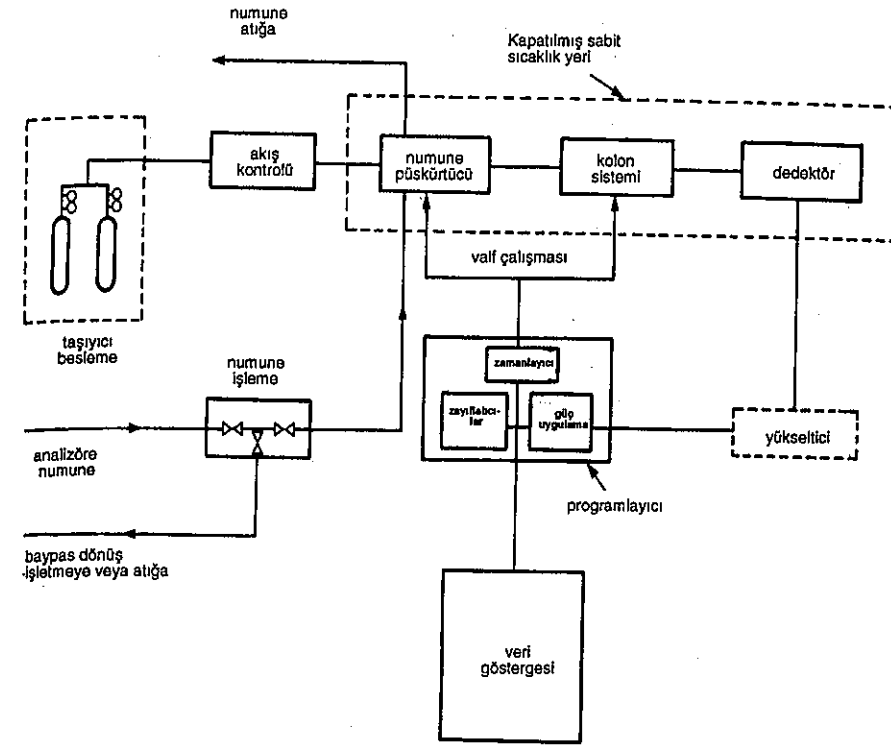 numune
atığa
Kapatılmış sabit
sıcaklık yeri
akış
kontrolü
numune
püskürtücü
kolon
sistemi
dedektör
valf çalışması
taşıyıcı
besleme
numune
işleme
zamanlayıcı
zayıflatıcı-
lar
güç
uygulama
yükseltici
analizöre
numune
programlayıcı
baypas dönüş
-işletmeye veya atığa
veri
göstergesi